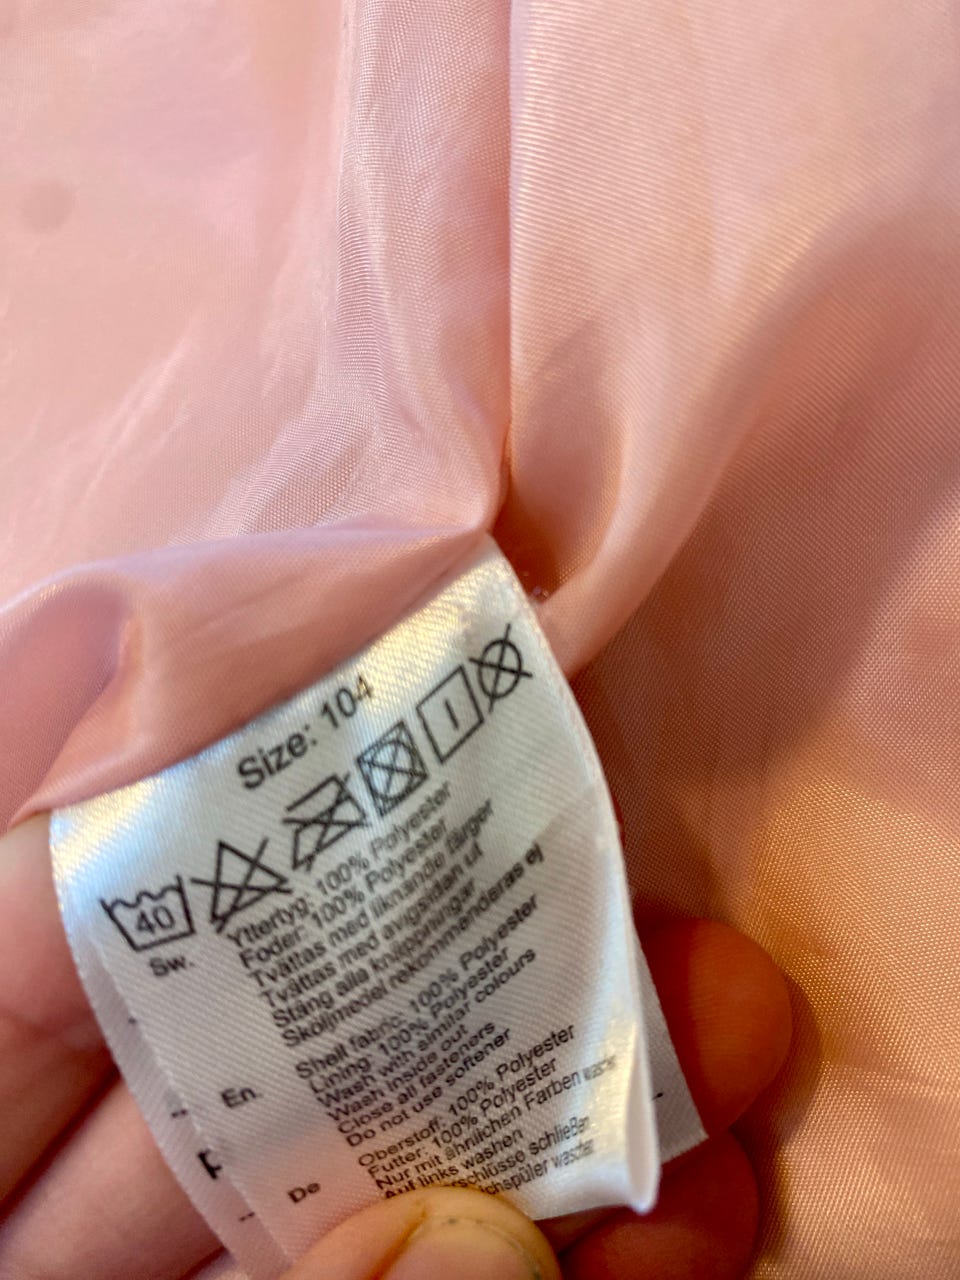 Size: 104
40
Sw.
Yttertyg: 100% Polyester
Foder: 100% Polyester
Tvättas med liknande färger
Tvättas med avigsidan ut
Stäng alla knäppningar
Sköljmedel rekommenderas ej
En.
Shell fabric: 100% Polyester
Lining: 100% Polyester
Wash with similar colours
Wash inside out
Close all fasteners
Do not use softener
De
Oberstoff: 100% Polyester
Futter: 100% Polyester
Nur mit ähnlichen Farben waschen
Auf links washen
schließen